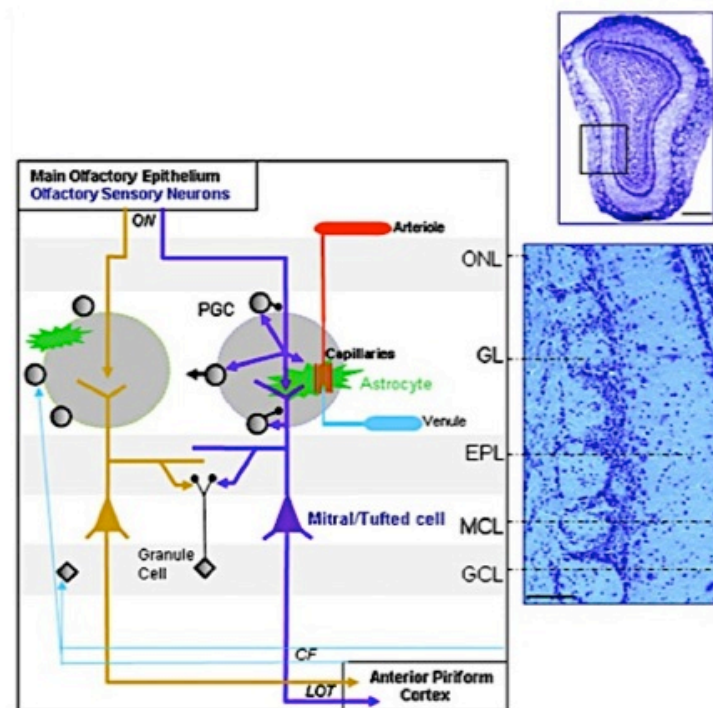 Main Olfactory Epithelium
Olfactory Sensory Neurons
ON
Arteriole
ONL
PGC
GL
Capillaries
Astrocyte
Venule
EPL
Mitral/Tufted cell
MCL
Granule
Cell
GCL
CF
Anterior Piriform
Cortex
LOT